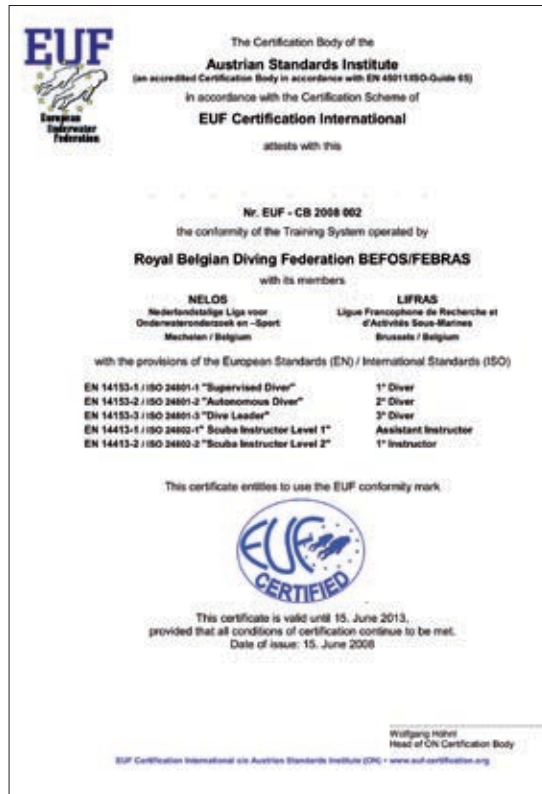 EUF
European
Underwater
Federation
The Certification Body of the
Austrian Standards Institute
(an accredited Certification Body in accordance with EN 45011/ISO-Guide 65)
in accordance with the Certification Scheme of
EUF Certification International
attests with this
Nr. EUF - CB 2008 002
the conformity of the Training System operated by
Royal Belgian Diving Federation BEFOS/FEBRAS
with its members
NELOS
Nederlandstalige Liga voor
Onderwateronderzoek en –Sport
Mechelen / Belgium
LIFRAS
Ligue Francophone de Recherche et
d'Activités Sous-Marines
Brussels / Belgium
with the provisions of the European Standards (EN) / International Standards (ISO)
EN 14153-1 / ISO 24801-1 "Supervised Diver" 1* Diver
EN 14153-2 / ISO 24801-2 "Autonomous Diver" 2* Diver
EN 14153-3 / ISO 24801-3 "Dive Leader" 3* Diver
EN 14413-1 / ISO 24802-1" Scuba Instructor Level 1" Assistant Instructor
EN 14413-2 / ISO 24802-2 "Scuba Instructor Level 2" 1* Instructor
This certificate entitles to use the EUF conformity mark
EUF
CERTIFIED
This certificate is valid until 15. June 2013,
provided that all conditions of certification continue to be met.
Date of issue: 15. June 2008
Wolfgang
Head of ON Certification Body
EUF Certification International c/o Austrian Standards Institute (ON) • www.euf-certification.org